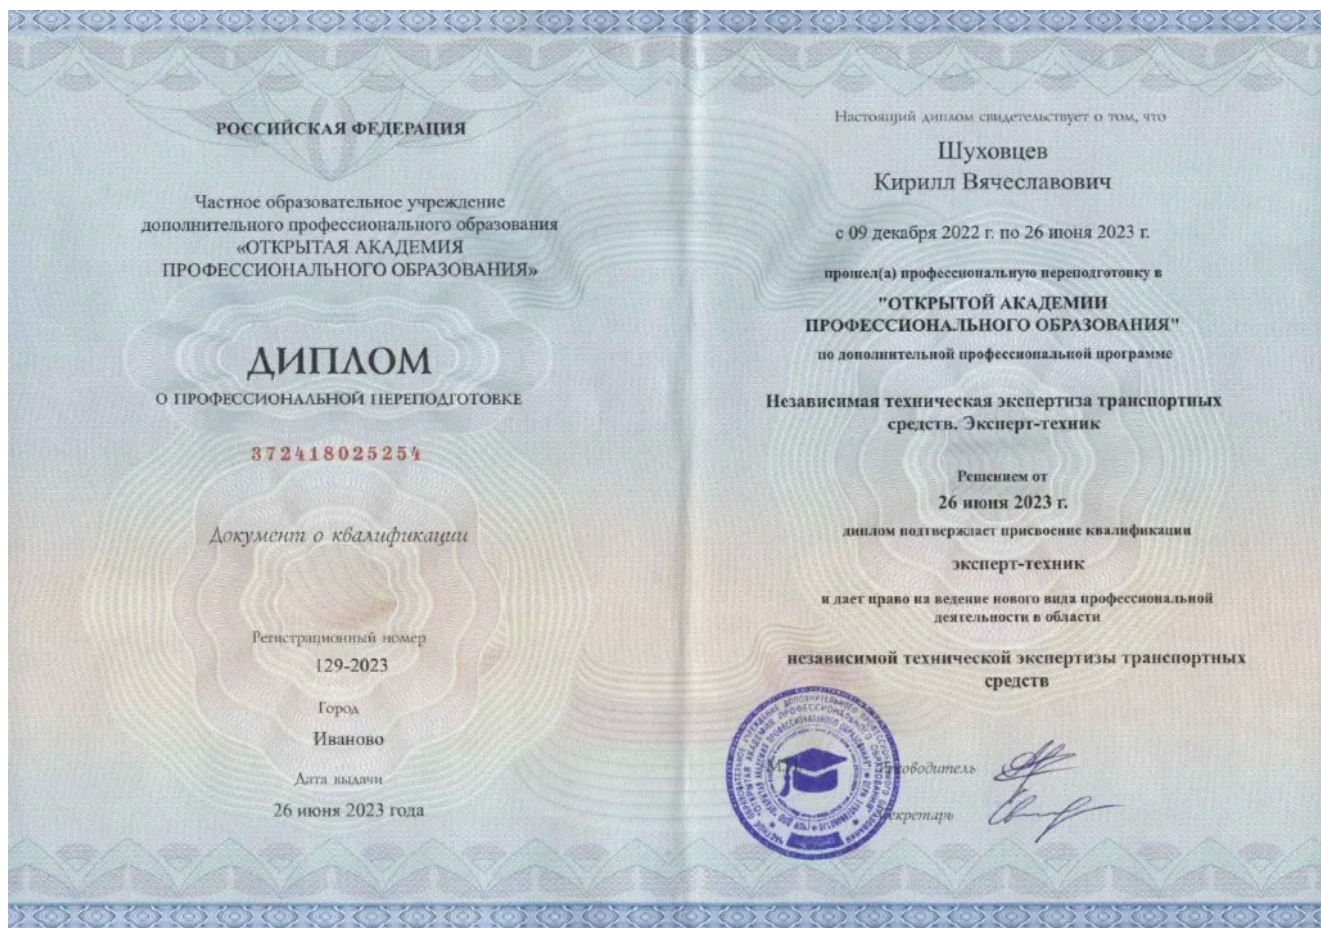 РОССИЙСКАЯ ФЕДЕРАЦИЯ
Частное образовательное учреждение
дополнительного профессионального образования
«ОТКРЫТАЯ АКАДЕМИЯ
ПРОФЕССИОНАЛЬНОГО ОБРАЗОВАНИЯ»
ДИПЛОМ
О ПРОФЕССИОНАЛЬНОЙ ПЕРЕПОДГОТОВКЕ
372418025254
Документ о квалификации
Регистрационный номер
129-2023
Город
Иваново
Дата выдачи
26 июня 2023 года
Настоящий диплом свидетельствует о том, что
Шуховцев
Кирилл Вячеславович
с 09 декабря 2022 г. по 26 июня 2023 г.
прошел(а) профессиональную переподготовку в
"ОТКРЫТОЙ АКАДЕМИИ
ПРОФЕССИОНАЛЬНОГО ОБРАЗОВАНИЯ"
по дополнительной профессиональной программе
Независимая техническая экспертиза транспортных
средств. Эксперт-техник
Решением от
26 июня 2023 г.
диплом подтверждает присвоение квалификации
эксперт-техник
и дает право на ведение нового вида профессиональной
деятельности в области
независимой технической экспертизы транспортных
средств
М.П.
Руководитель
Секретарь